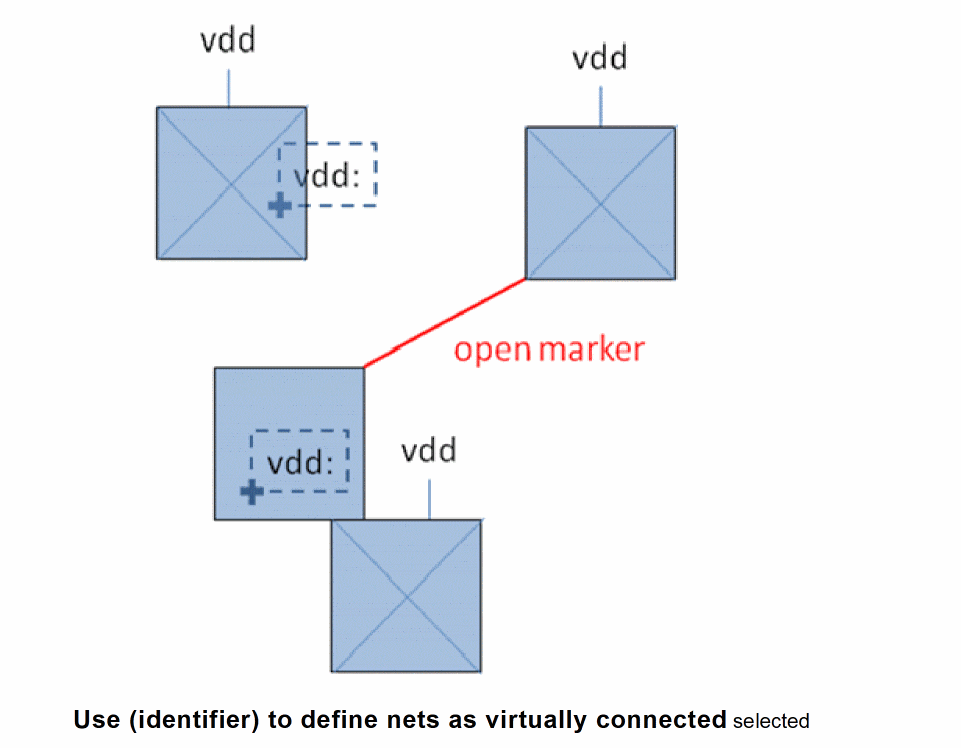 vdd
vdd
vdd:
open marker
vdd:
vdd
Use (identifier) to define nets as virtually connected selected